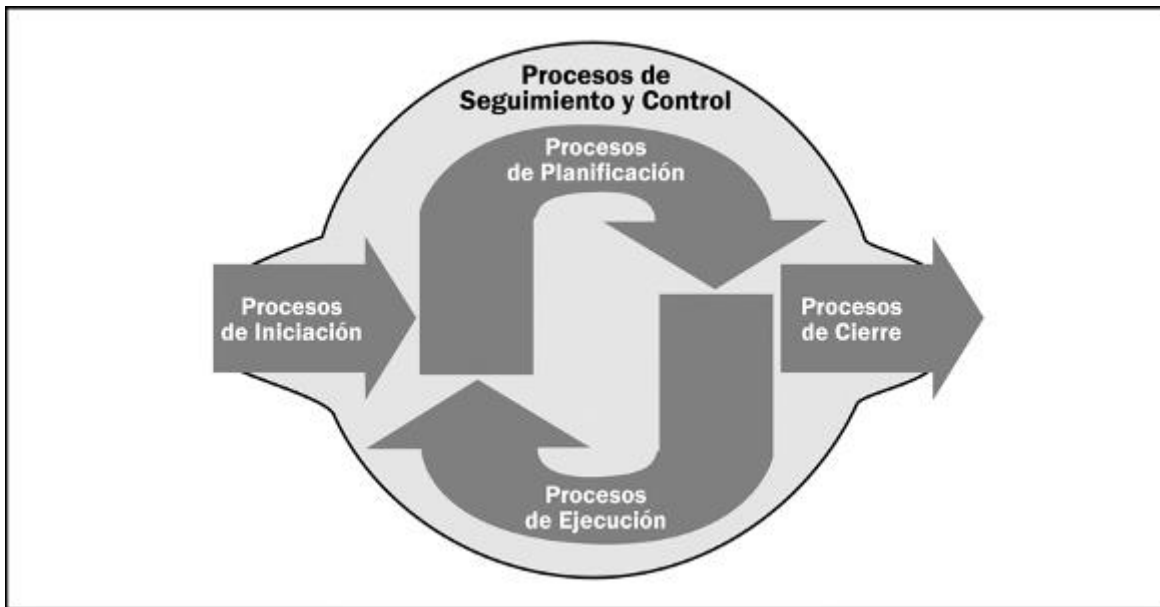 Procesos de
Seguimiento y Control
Procesos
de Planificación
Procesos
de Iniciación
Procesos
de Cierre
Procesos
de Ejecución